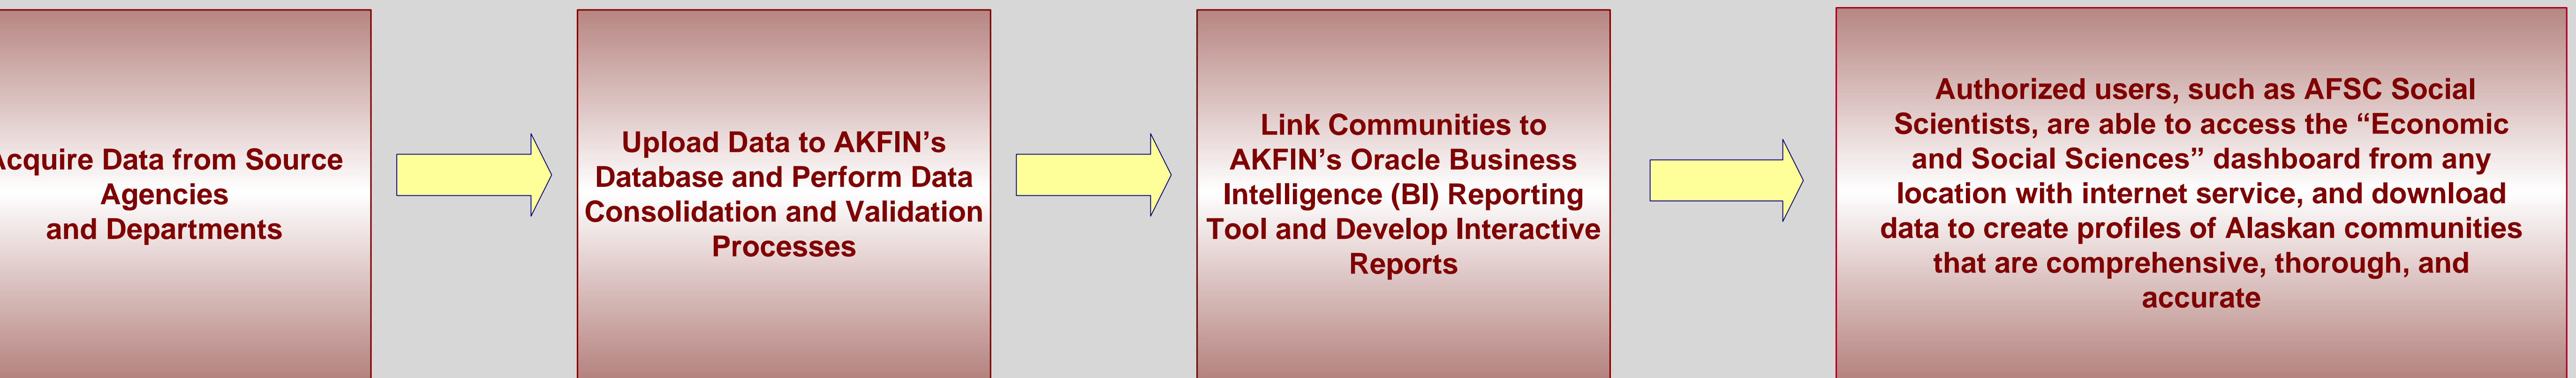 Acquire Data from Source
Agencies
and Departments
Upload Data to AKFIN’s
Database and Perform Data
Consolidation and Validation
Processes
Link Communities to
AKFIN’s Oracle Business
Intelligence (BI) Reporting
Tool and Develop Interactive
Reports
Authorized users, such as AFSC Social
Scientists, are able to access the “Economic
and Social Sciences” dashboard from any
location with internet service, and download
data to create profiles of Alaskan communities
that are comprehensive, thorough, and
accurate